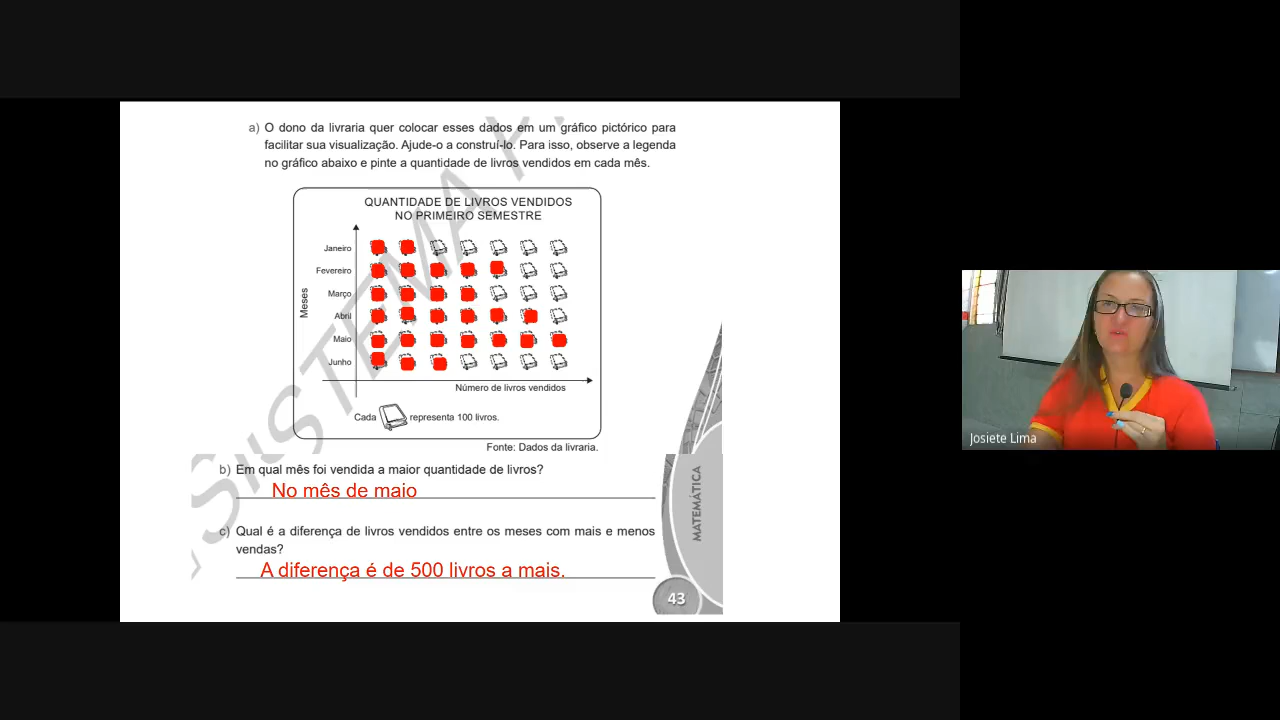 a) O dono da livraria quer colocar esses dados em um gráfico pictórico para
facilitar sua visualização. Ajude-o a construí-lo. Para isso, observe a legenda
no gráfico abaixo e pinte a quantidade de livros vendidos em cada mês.
QUANTIDADE DE LIVROS VENDIDOS
NO PRIMEIRO SEMESTRE
Meses
Janeiro
Fevereiro
Março
Abril
Maio
Junho
Número de livros vendidos
Cada representa 100 livros.
Fonte: Dados da livraria.
b) Em qual mês foi vendida a maior quantidade de livros?
No mês de maio
c) Qual é a diferença de livros vendidos entre os meses com mais e menos
vendas?
A diferença é de 500 livros a mais.
MATEMÁTICA
43
SISTEMA
Josiete Lima